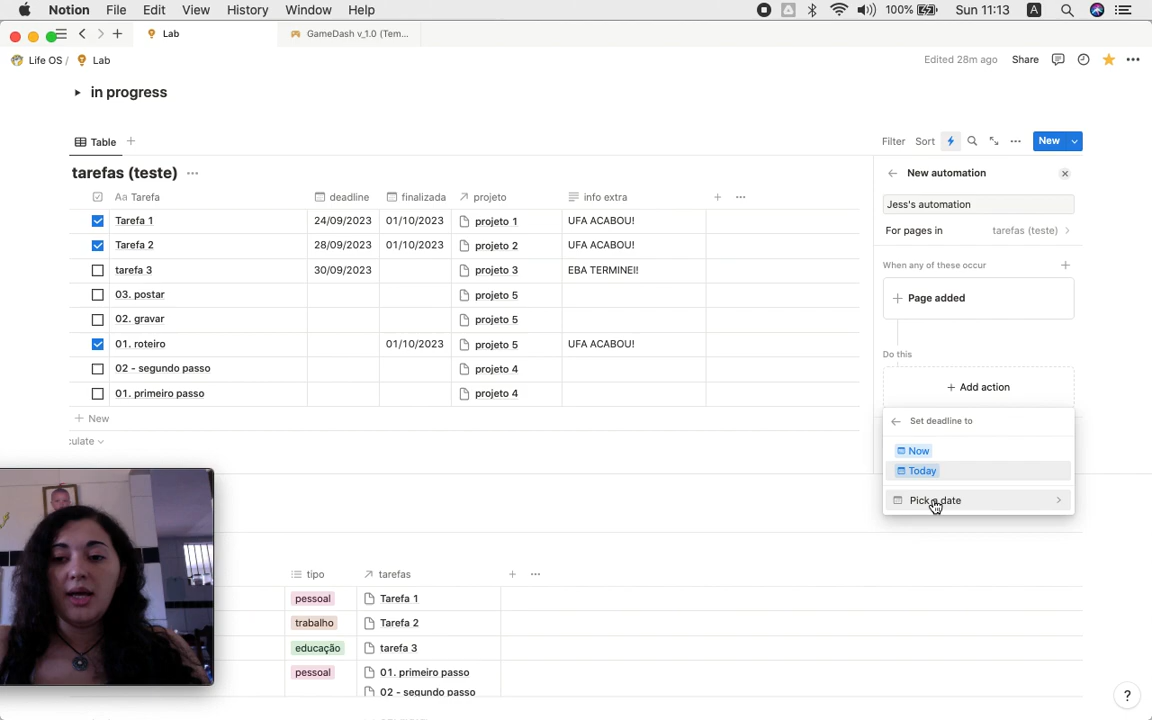 Notion File Edit View History Window Help 100% Sun 11:13 A
Lab GameDash v_1.0 (Tem...
Life OS / Lab Edited 28m ago Share
in progress
Table Filter Sort New
tarefas (teste)
Aa Tarefa deadline finalizada projeto info extra
Tarefa 1 24/09/2023 01/10/2023 projeto 1 UFA ACABOU!
Tarefa 2 28/09/2023 01/10/2023 projeto 2 UFA ACABOU!
tarefa 3 30/09/2023 projeto 3 EBA TERMINEI!
03. postar projeto 5
02. gravar projeto 5
01. roteiro 01/10/2023 projeto 5 UFA ACABOU!
02 - segundo passo projeto 4
01. primeiro passo projeto 4
+ New
culate
New automation
Jess's automation
For pages in tarefas (teste)
When any of these occur
Page added
Do this
+ Add action
Set deadline to
Now
Today
Pick a date
tipo tarefas
pessoal Tarefa 1
trabalho Tarefa 2
educação tarefa 3
pessoal 01. primeiro passo
02 - segundo passo
?